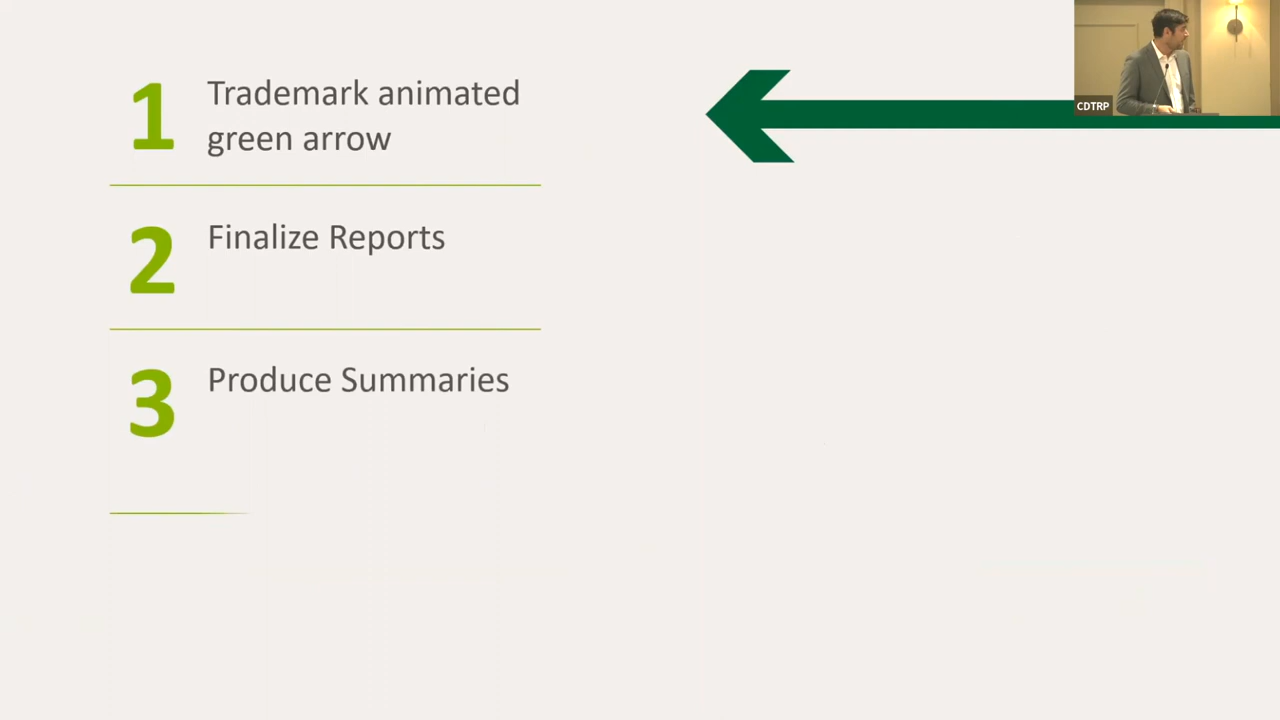 1 Trademark animated
green arrow
2 Finalize Reports
3 Produce Summaries
CDTRP